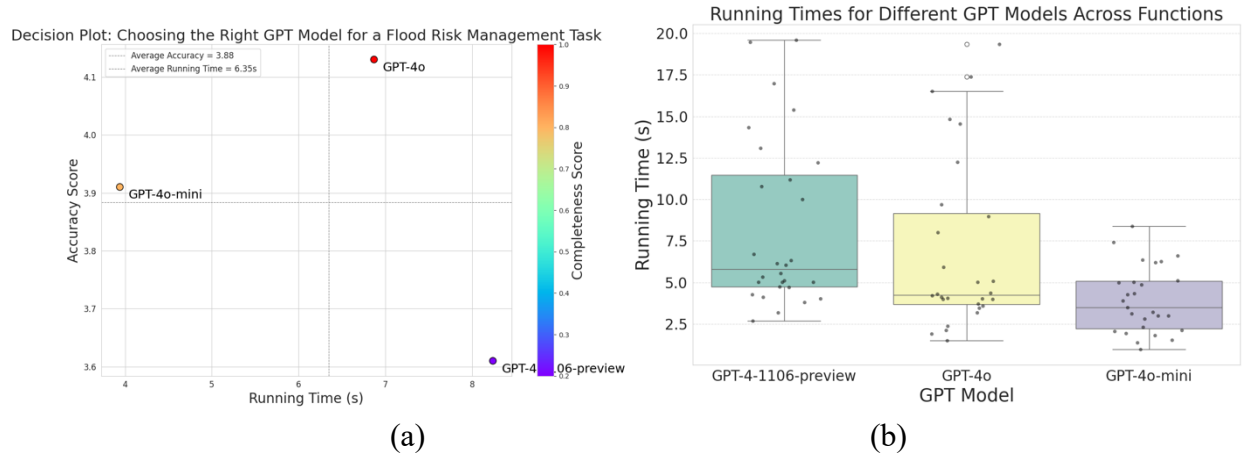 Decision Plot: Choosing the Right GPT Model for a Flood Risk Management Task
Average Accuracy = 3.88
Average Running Time = 6.35s
GPT-4o
GPT-4o-mini
GPT-4-1106-preview
4.1
4.0
3.9
3.8
3.7
3.6
Accuracy Score
4
5
6
7
8
Running Time (s)
1.0
0.9
0.8
0.7
0.6
0.5
0.4
0.3
0.2
Completeness Score
(a)
Running Times for Different GPT Models Across Functions
20.0
17.5
15.0
12.5
10.0
7.5
5.0
2.5
Running Time (s)
GPT-4-1106-preview
GPT-4o
GPT-4o-mini
GPT Model
(b)